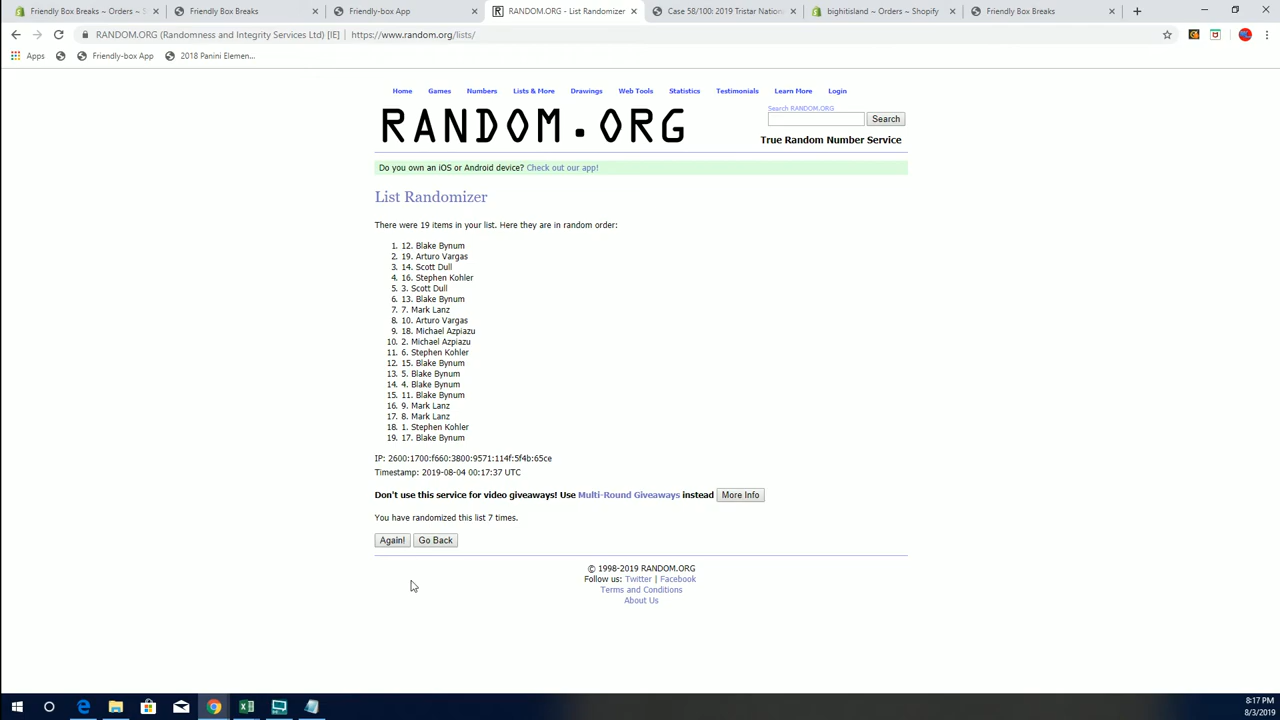 Friendly Box Breaks ~ Orders ~ S
Friendly Box Breaks
Friendly-box App
RANDOM.ORG - List Randomizer
Case 58/100: 2019 Tristar Nation
bighitisland ~ Orders ~ Shopify
Friendly Box Breaks
RANDOM.ORG (Randomness and Integrity Services Ltd) [IE] | https://www.random.org/lists/
Apps Friendly-box App 2018 Panini Elemen...
Home Games Numbers Lists & More Drawings Web Tools Statistics Testimonials Learn More Login
RANDOM.ORG
Search RANDOM.ORG
Search
True Random Number Service
Do you own an iOS or Android device? Check out our app!
List Randomizer
There were 19 items in your list. Here they are in random order:
1. 12. Blake Bynum
2. 19. Arturo Vargas
3. 14. Scott Dull
4. 16. Stephen Kohler
5. 3. Scott Dull
6. 13. Blake Bynum
7. 7. Mark Lanz
8. 10. Arturo Vargas
9. 18. Michael Azpiazu
10. 2. Michael Azpiazu
11. 6. Stephen Kohler
12. 15. Blake Bynum
13. 5. Blake Bynum
14. 4. Blake Bynum
15. 11. Blake Bynum
16. 9. Mark Lanz
17. 8. Mark Lanz
18. 1. Stephen Kohler
19. 17. Blake Bynum
IP: 2600:1700:f660:3800:9571:114f:5f4b:65ce
Timestamp: 2019-08-04 00:17:37 UTC
Don't use this service for video giveaways! Use Multi-Round Giveaways instead More Info
You have randomized this list 7 times.
Again! Go Back
© 1998-2019 RANDOM.ORG
Follow us: Twitter | Facebook
Terms and Conditions
About Us
8:17 PM
8/3/2019